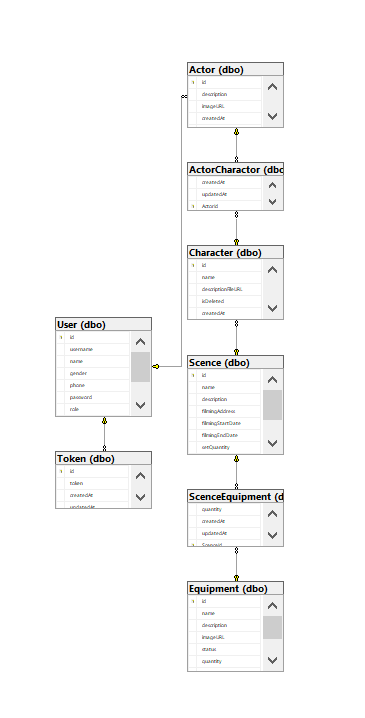 Actor (dbo)
id
description
imageURL
createdAt
ActorCharactor (dbo
createdAt
updatedAt
ActorId
Character (dbo)
id
name
descriptionFileURL
isDeleted
createdAt
User (dbo)
id
username
name
gender
phone
password
role
Scence (dbo)
id
name
description
filmingAddress
filmingStartDate
filmingEndDate
setQuantity
Token (dbo)
id
token
createdAt
updatedAt
ScenceEquipment (d
quantity
createdAt
updatedAt
ScenceId
Equipment (dbo)
id
name
description
imageURL
status
quantity